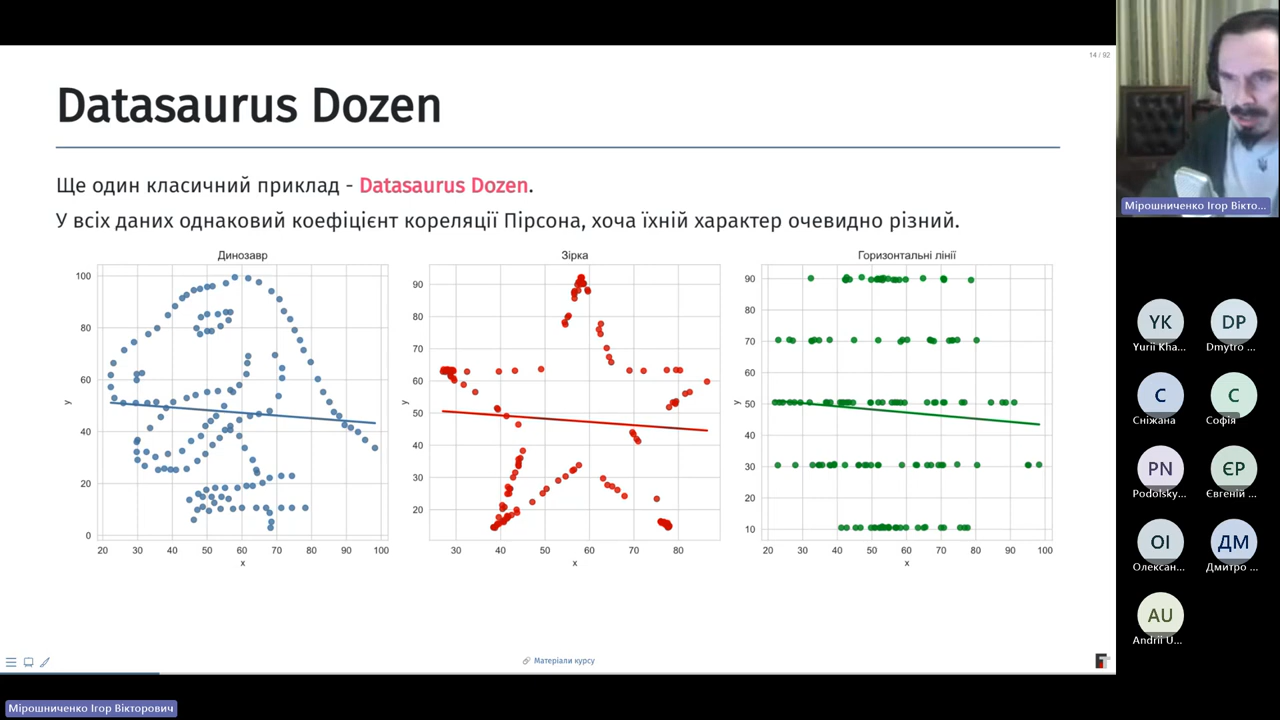 14 / 92
Datasaurus Dozen
Ще один класичний приклад - Datasaurus Dozen.
У всіх даних однаковий коефіцієнт кореляції Пірсона, хоча їхній характер очевидно різний.
Динозавр
100
80
60
40
20
0
y
20 30 40 50 60 70 80 90 100
x
Зірка
90
80
70
60
50
40
30
20
y
30 40 50 60 70 80
x
Горизонтальні лінії
90
80
70
60
50
40
30
20
10
y
20 30 40 50 60 70 80 90 100
x
Матеріали курсу
Мірошниченко Ігор Вікто...
YK
Yurii Kha...
DP
Dmytro ...
С
Сніжана
С
Софія
PN
Podolsky...
ЄР
Євгеній ...
ОІ
Олексан...
ДМ
Дмитро ...
AU
Andrii U...
Мірошниченко Ігор Вікторович